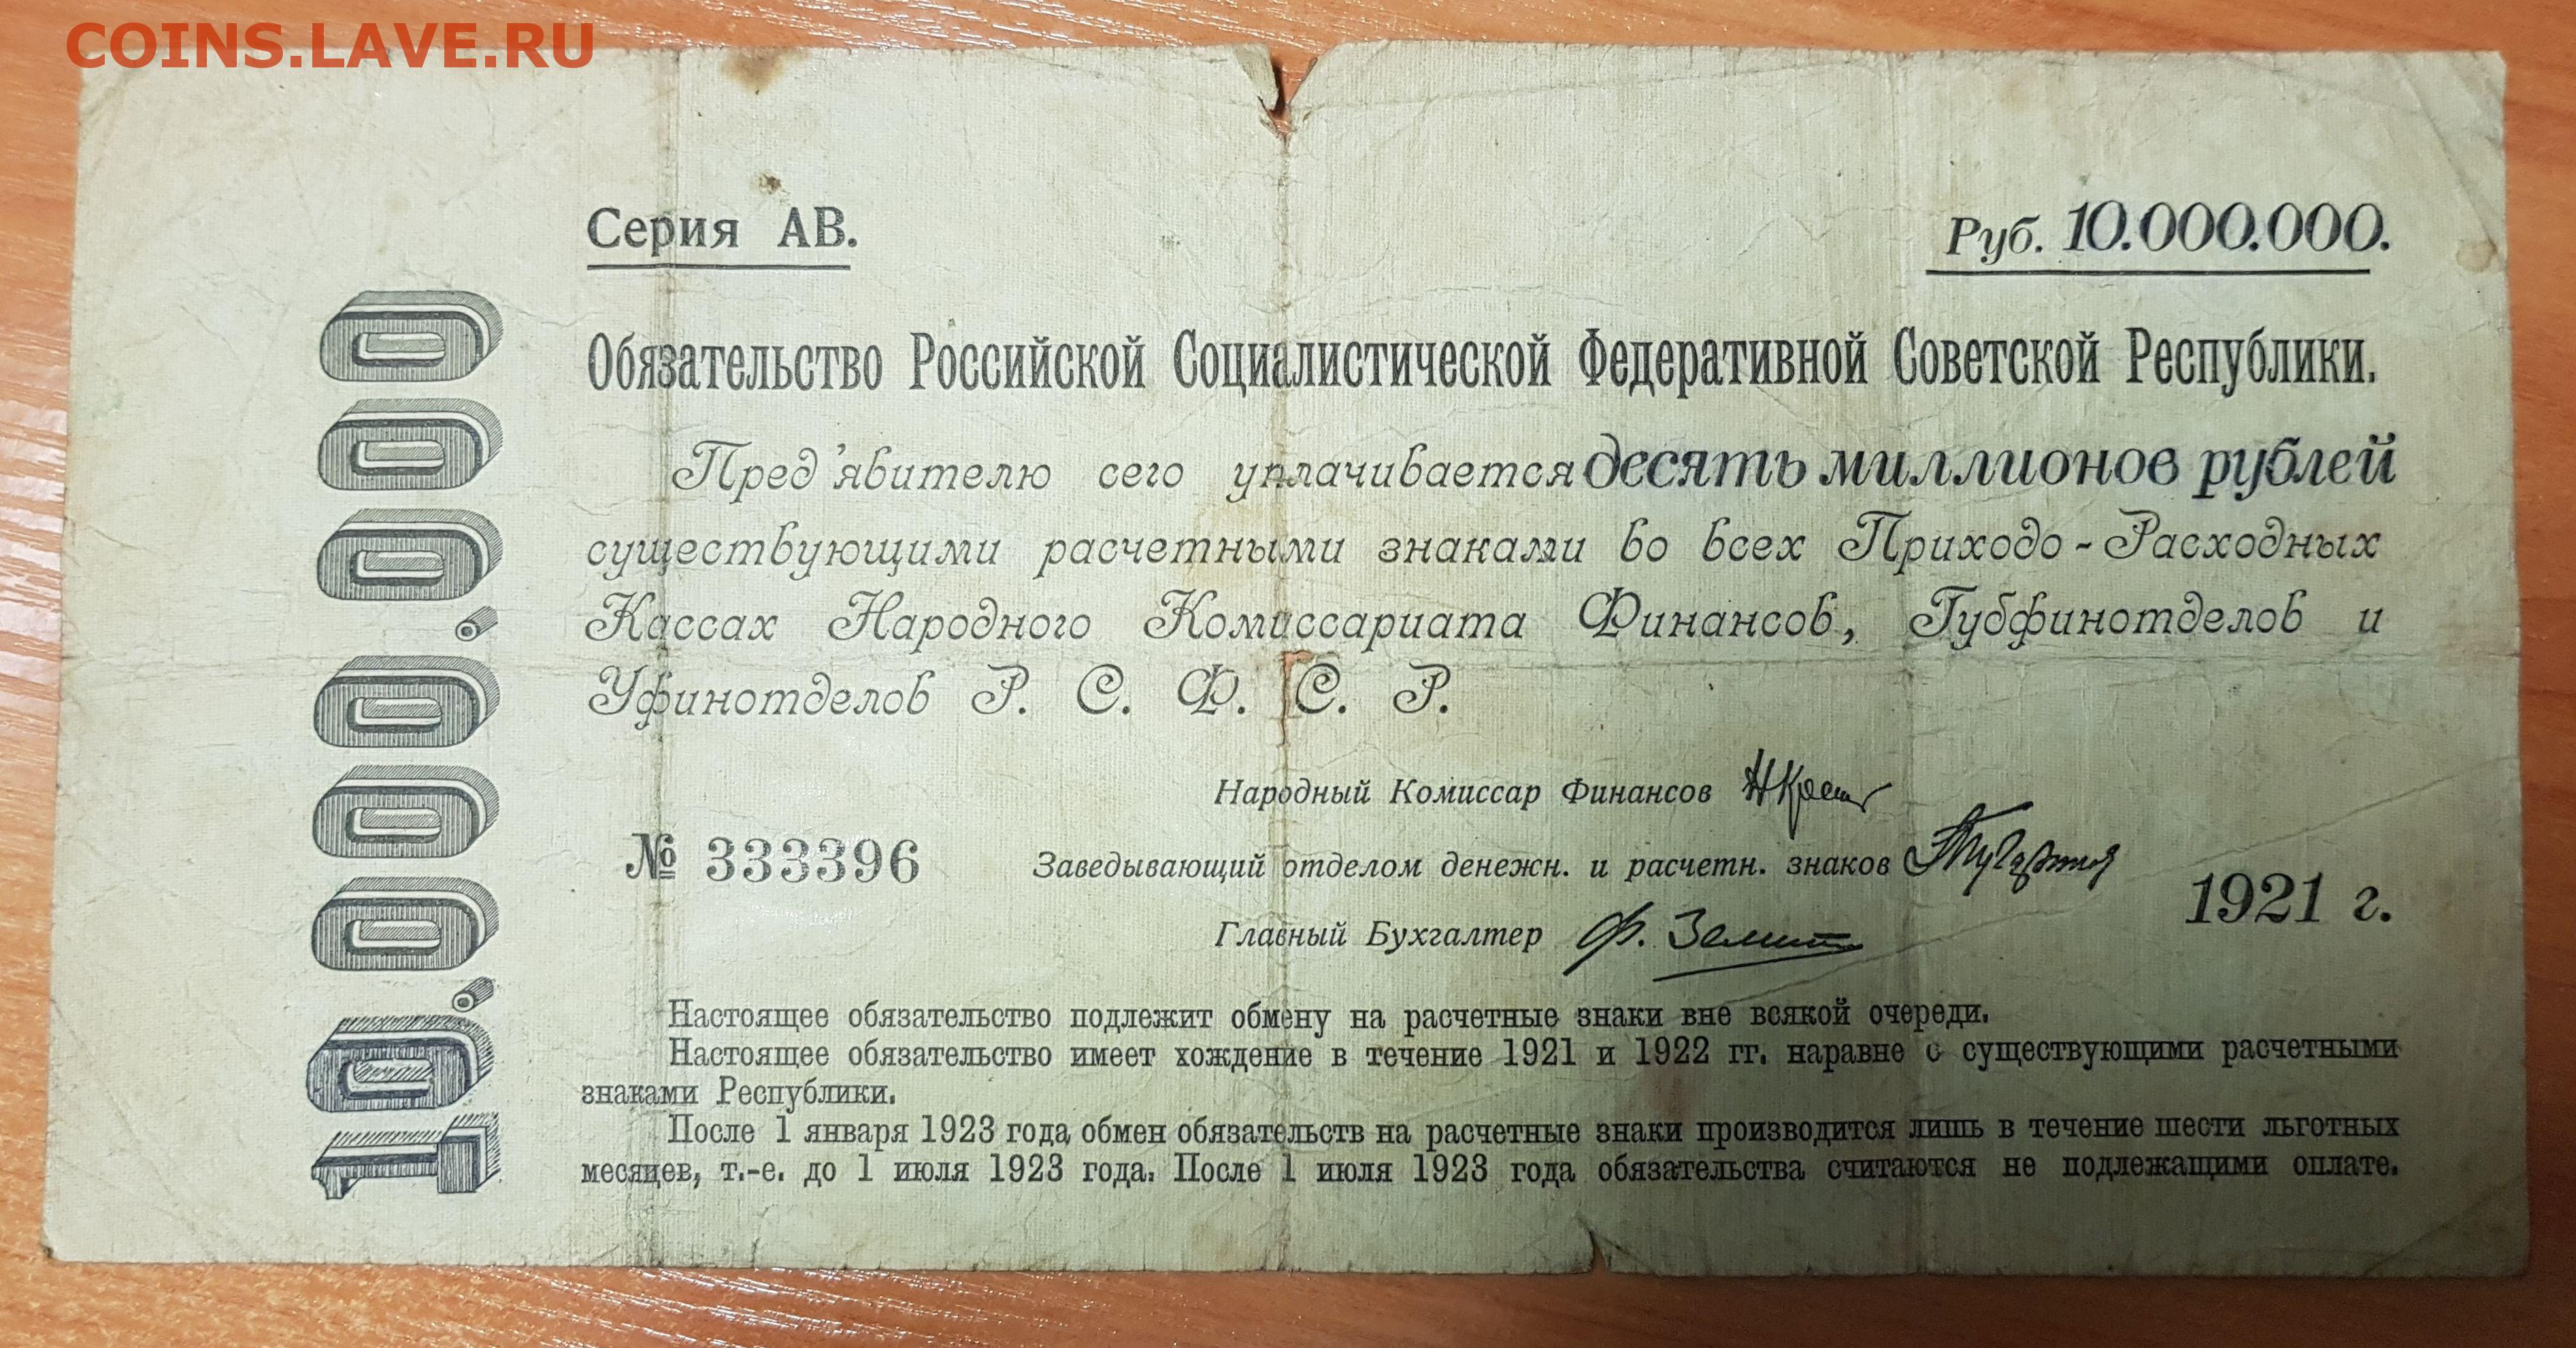 COINS.LAVE.RU
Серия АВ.
Руб. 10.000.000.
10.000.000
Обязательство Российской Социалистической Федеративной Советской Республики.
Пред'явителю сего уплачивается десять миллионов рублей
существующими расчетными знаками во всех Приходо-Расходных
Кассах Народного Комиссариата Финансов, Губфинотделов и
Уфинотделов Р. С. Ф. С. Р.
Народный Комиссар Финансов
№ 333396
Заведывающий отделом денежн. и расчетн. знаков
1921 г.
Главный Бухгалтер Ф.
Настоящее обязательство подлежит обмену на расчетные знаки вне всякой очереди.
Настоящее обязательство имеет хождение в течение 1921 и 1922 гг. наравне с существующими расчетными
знаками Республики.
После 1 января 1923 года обмен обязательств на расчетные знаки производится лишь в течение шести льготных
месяцев, т.-е. до 1 июля 1923 года. После 1 июля 1923 года обязательства считаются не подлежащими оплате.